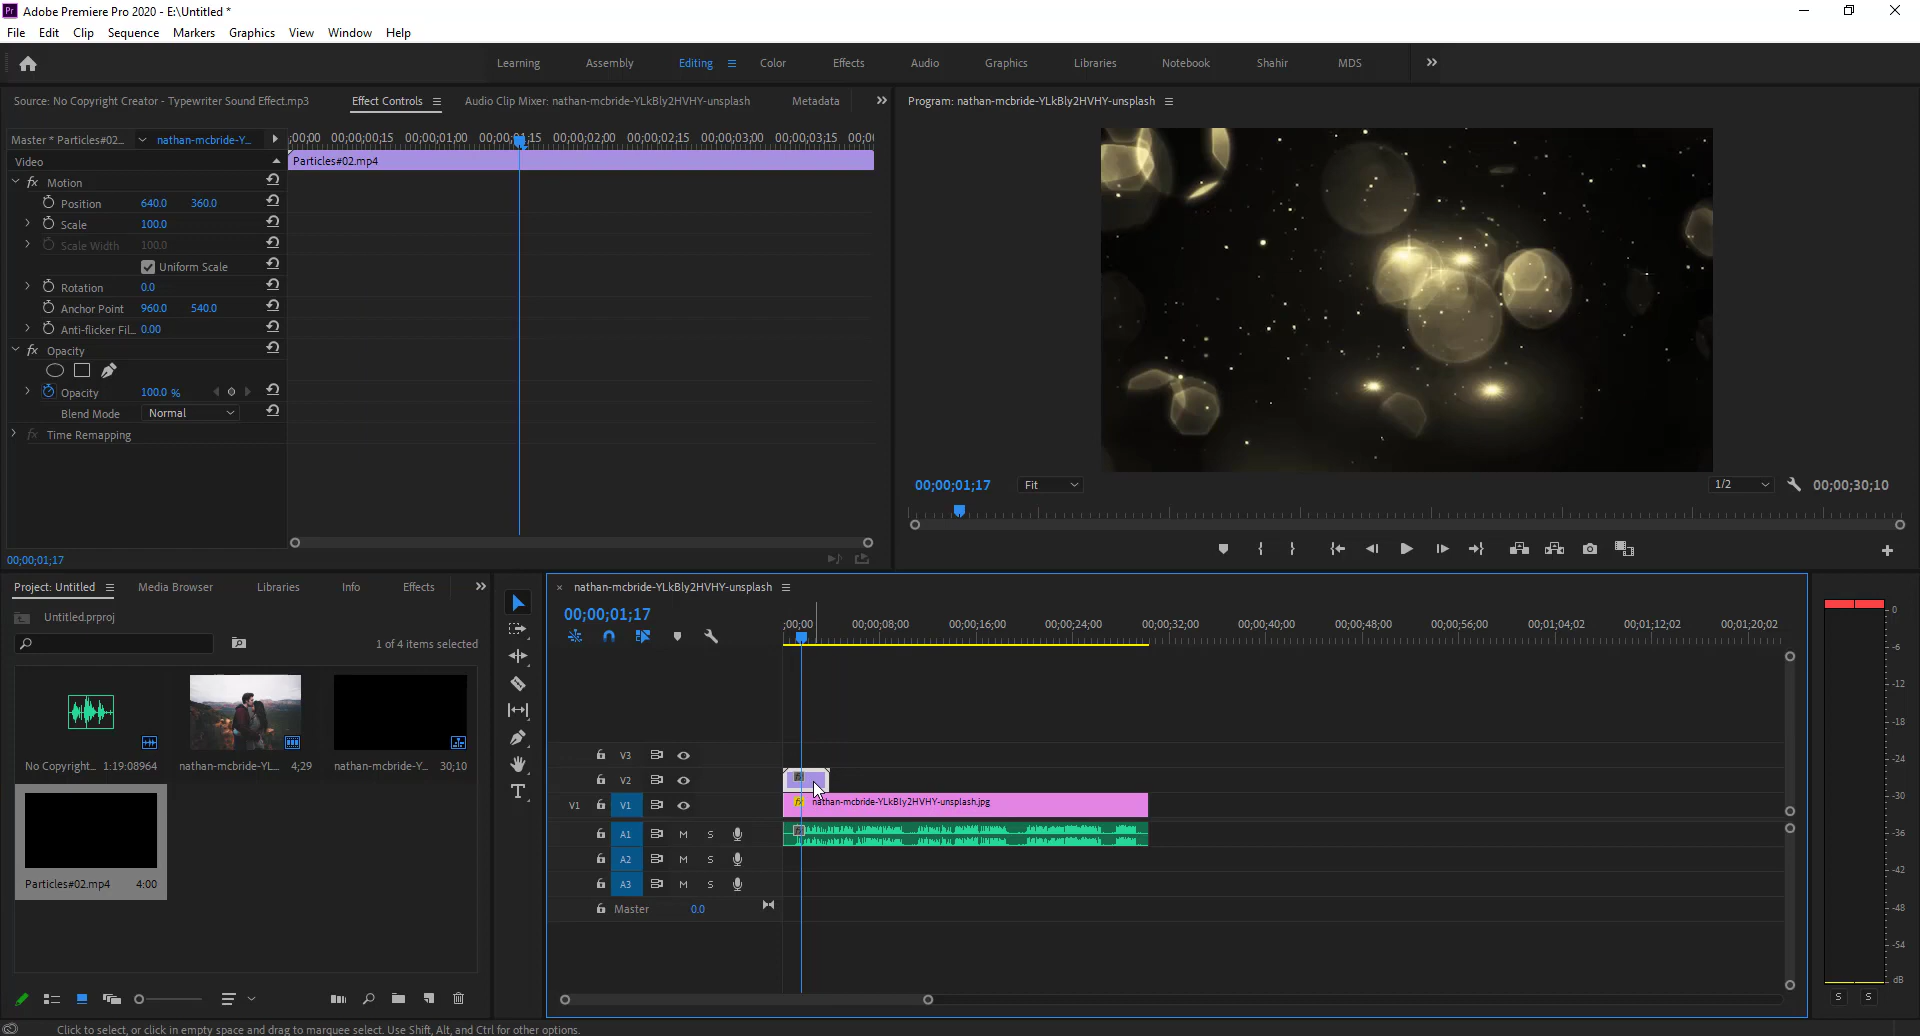 Adobe Premiere Pro 2020 - E:\Untitled *
File Edit Clip Sequence Markers Graphics View Window Help
Learning Assembly Editing Color Effects Audio Graphics Libraries Notebook Shahir MDS
Source: No Copyright Creator - Typewriter Sound Effect.mp3 Effect Controls Audio Clip Mixer: nathan-mcbride-YLkBly2HVHY-unsplash Metadata
Program: nathan-mcbride-YLkBly2HVHY-unsplash
Master * Particles#02... nathan-mcbride-Y...
;00;00 00;00;00;15 00;00;01;00 00;00;01;15 00;00;02;00 00;00;02;15 00;00;03;00 00;00;03;15 00;0
Video
Particles#02.mp4
Motion
Position 640.0 360.0
Scale 100.0
Scale Width 100.0
Uniform Scale
Rotation 0.0
Anchor Point 960.0 540.0
Anti-flicker Fil... 0.00
Opacity
Opacity 100.0 %
Blend Mode Normal
Time Remapping
00;00;01;17
00;00;01;17 Fit 1/2 00;00;30;10
Project: Untitled Media Browser Libraries Info Effects
Untitled.prproj
1 of 4 items selected
No Copyright... 1:19:08964
nathan-mcbride-YL... 4;29
nathan-mcbride-Y... 30;10
Particles#02.mp4 4:00
nathan-mcbride-YLkBly2HVHY-unsplash
00;00;01;17
;00;00 00;00;08;00 00;00;16;00 00;00;24;00 00;00;32;00 00;00;40;00 00;00;48;00 00;00;56;00 00;01;04;02 00;01;12;02 00;01;20;02
V3
V2
V1 V1 nathan-mcbride-YLkBly2HVHY-unsplash.jpg
A1 M S
A2 M S
A3 M S
Master 0.0
0
-6
-12
-18
-24
-30
-36
-42
-48
-54
dB
S S
Click to select, or click in empty space and drag to marquee select. Use Shift, Alt, and Ctrl for other options.